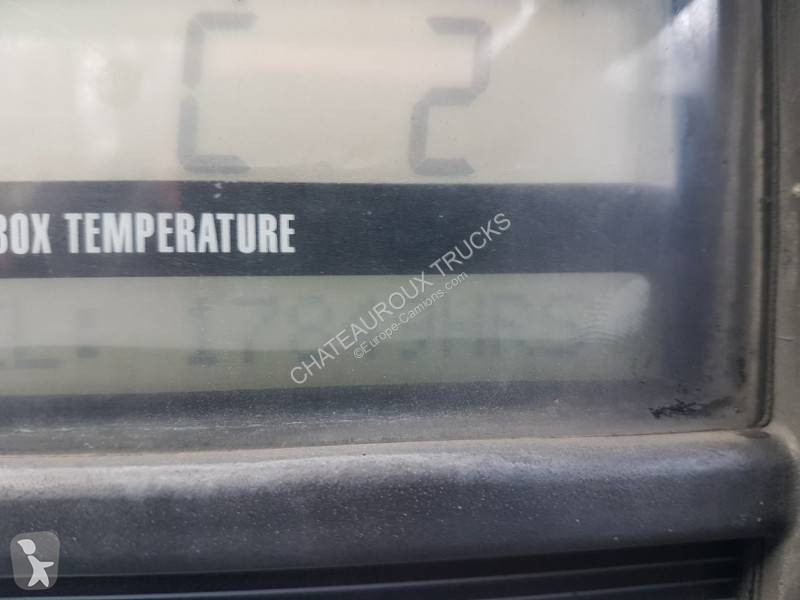 C 2
BOX TEMPERATURE
CHATEAUROUX TRUCKS
©Europe-Camions.com